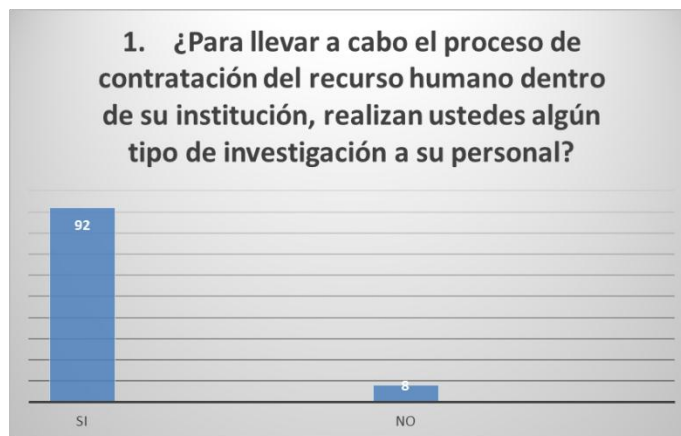 1. ¿Para llevar a cabo el proceso de
contratación del recurso humano dentro
de su institución, realizan ustedes algún
tipo de investigación a su personal?
92
8
SI
NO